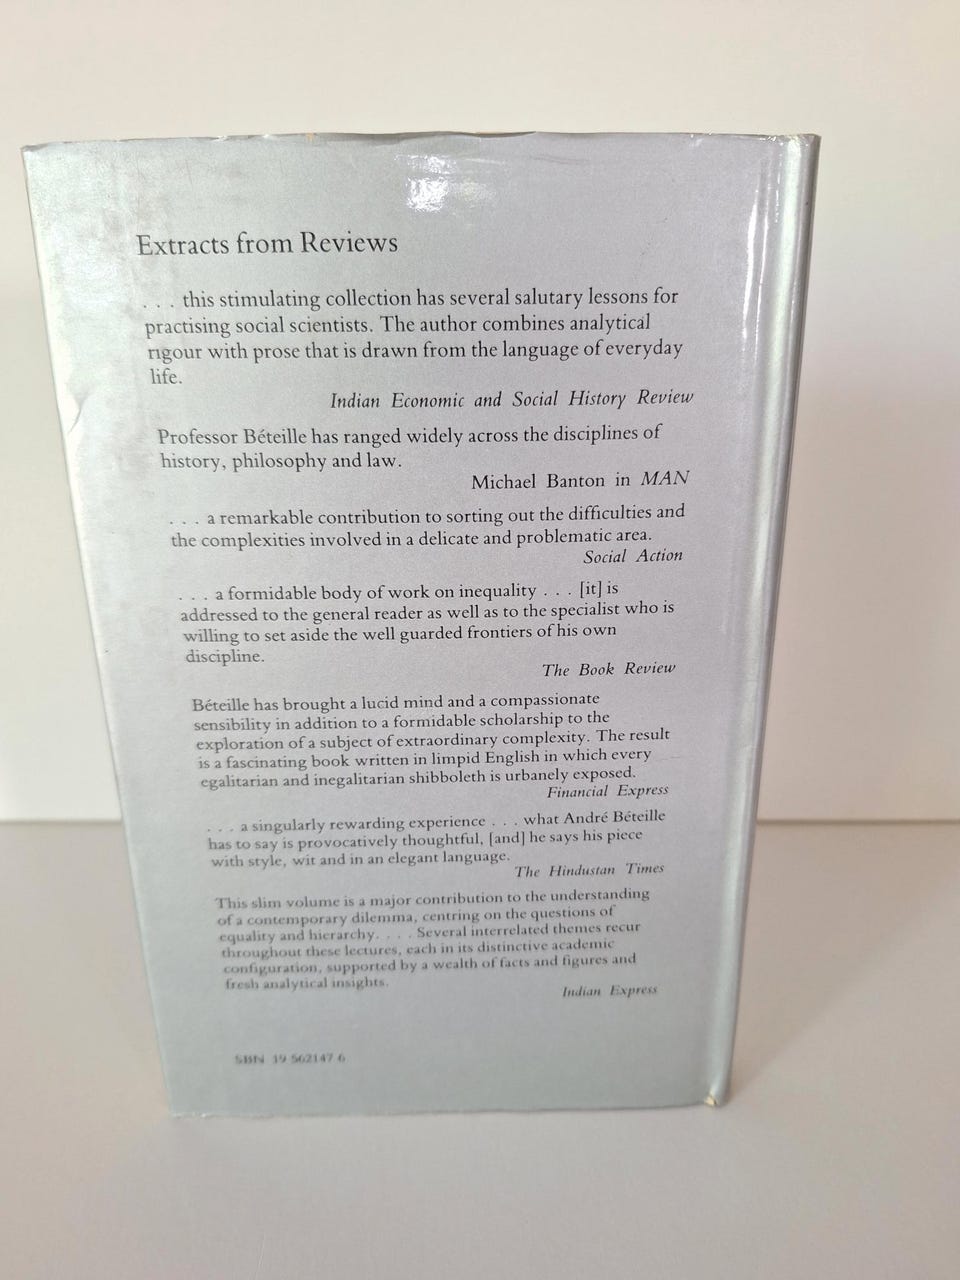 Extracts from Reviews
. . . this stimulating collection has several salutary lessons for
practising social scientists. The author combines analytical
rigour with prose that is drawn from the language of everyday
life.
Indian Economic and Social History Review
Professor Béteille has ranged widely across the disciplines of
history, philosophy and law.
Michael Banton in MAN
. . . a remarkable contribution to sorting out the difficulties and
the complexities involved in a delicate and problematic area.
Social Action
. . . a formidable body of work on inequality . . . [it] is
addressed to the general reader as well as to the specialist who is
willing to set aside the well guarded frontiers of his own
discipline.
The Book Review
Béteille has brought a lucid mind and a compassionate
sensibility in addition to a formidable scholarship to the
exploration of a subject of extraordinary complexity. The result
is a fascinating book written in limpid English in which every
egalitarian and inegalitarian shibboleth is urbanely exposed.
Financial Express
. . . a singularly rewarding experience . . . what André Béteille
has to say is provocatively thoughtful, [and] he says his piece
with style, wit and in an elegant language.
The Hindustan Times
This slim volume is a major contribution to the understanding
of a contemporary dilemma, centring on the questions of
equality and hierarchy. . . . Several interrelated themes recur
throughout these lectures, each in its distinctive academic
configuration, supported by a wealth of facts and figures and
fresh analytical insights.
Indian Express
SBN 19 562147 6